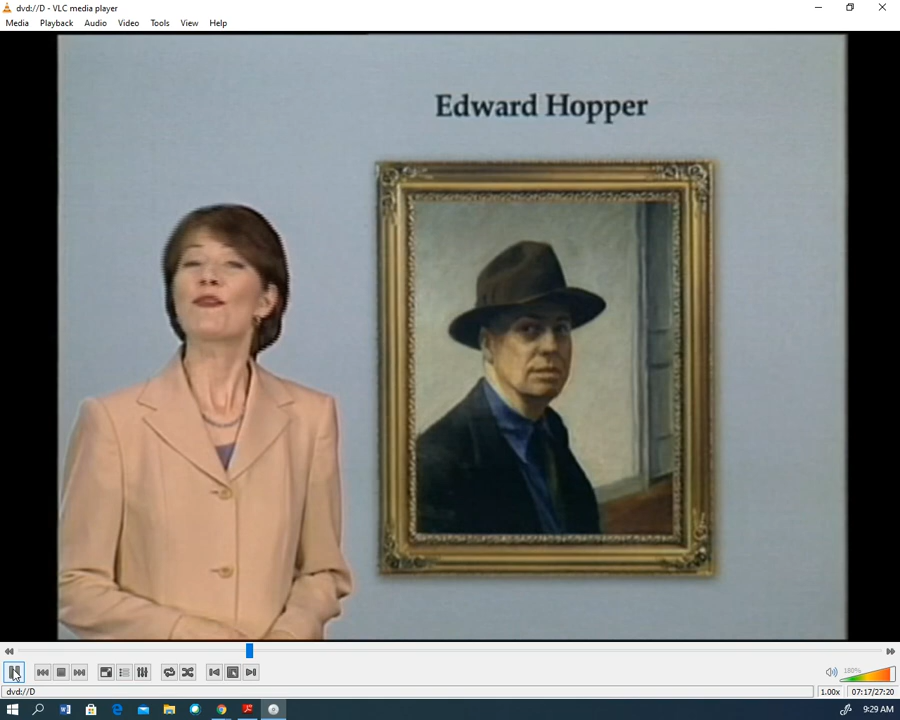 dvd://D - VLC media player
Media Playback Audio Video Tools View Help
Edward Hopper
180%
dvd://D
1.00x
07:17/27:20
9:29 AM